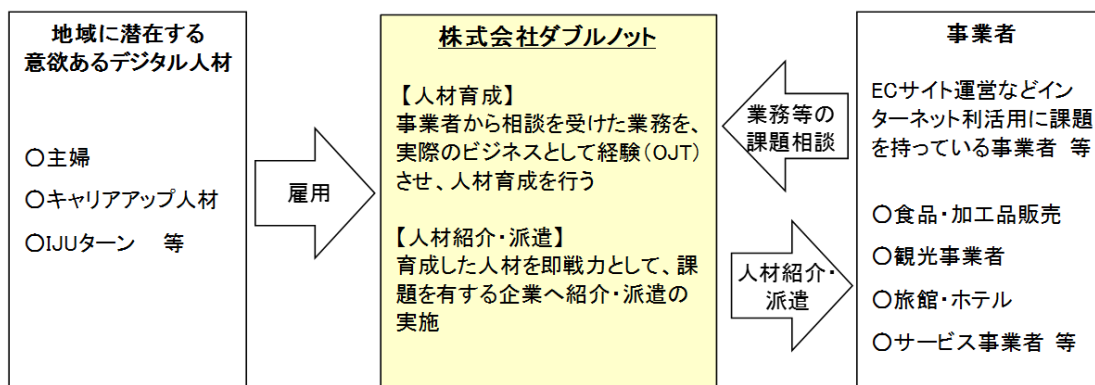 地域に潜在する
意欲あるデジタル人材
○主婦
○キャリアアップ人材
○IJUターン 等
雇用
株式会社ダブルノット
【人材育成】
事業者から相談を受けた業務を、
実際のビジネスとして経験(OJT)
させ、人材育成を行う
【人材紹介・派遣】
育成した人材を即戦力として、課
題を有する企業へ紹介・派遣の
実施
業務等の
課題相談
人材紹介・
派遣
事業者
ECサイト運営などイン
ターネット利活用に課題
を持っている事業者 等
○食品・加工品販売
○観光事業者
○旅館・ホテル
○サービス事業者 等